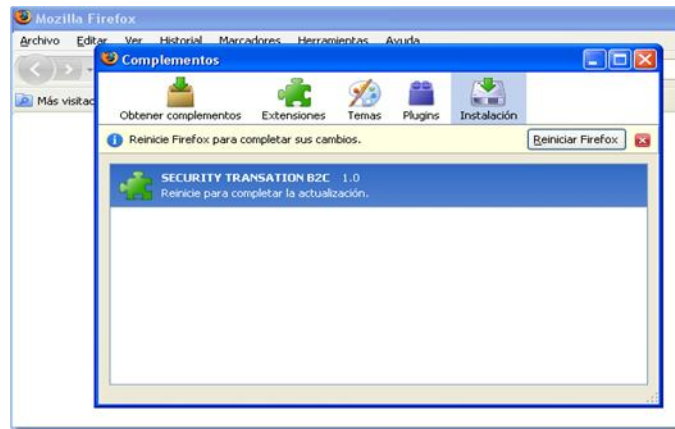 Mozilla Firefox
Archivo Editar Ver Historial Marcadores Herramientas Ayuda
Complementos
Más visitad
Obtener complementos Extensiones Temas Plugins Instalación
Reinicie Firefox para completar sus cambios. Reiniciar Firefox
SECURITY TRANSATION B2C 1.0
Reinicie para completar la actualización.